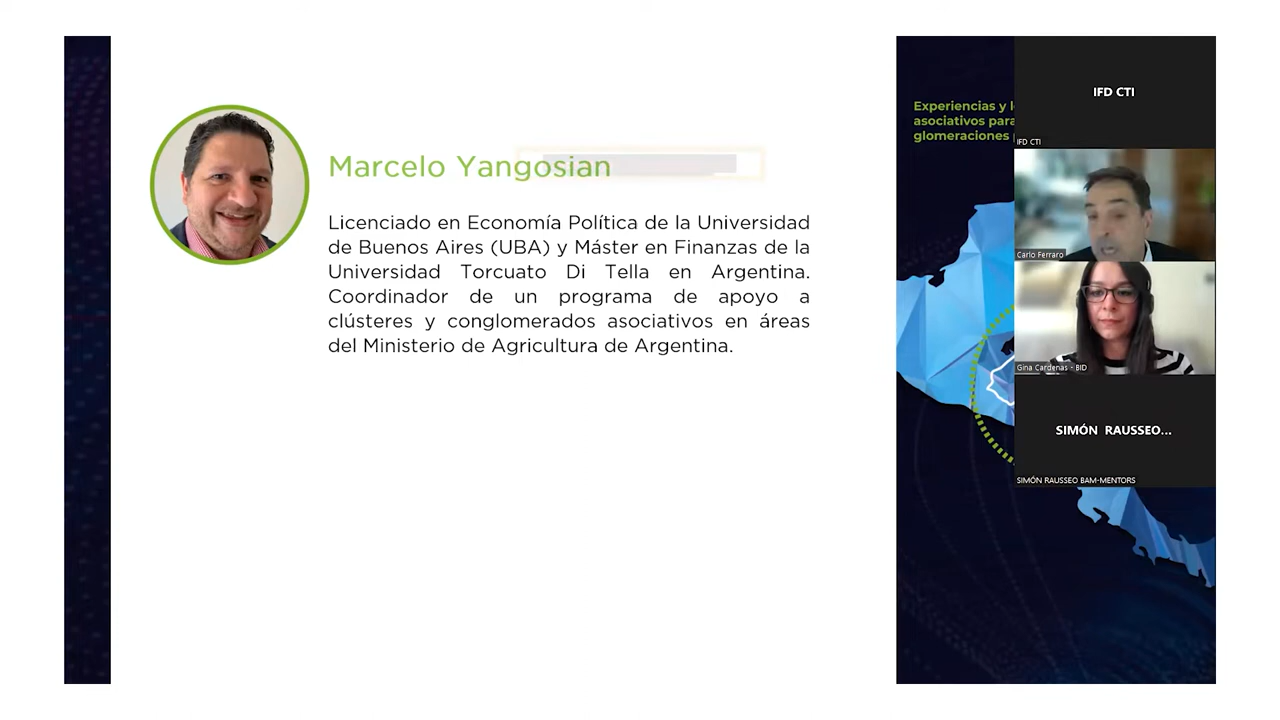 Marcelo Yangosian
Licenciado en Economía Política de la Universidad
de Buenos Aires (UBA) y Máster en Finanzas de la
Universidad Torcuato Di Tella en Argentina.
Coordinador de un programa de apoyo a
clústeres y conglomerados asociativos en áreas
del Ministerio de Agricultura de Argentina.
Experiencias y
asociativos para
glomeraciones
IFD CTI
IFD CTI
Carlo Ferraro
Gina Cardenas - BID
SIMÓN RAUSSEO...
SIMÓN RAUSSEO BAM-MENTORS